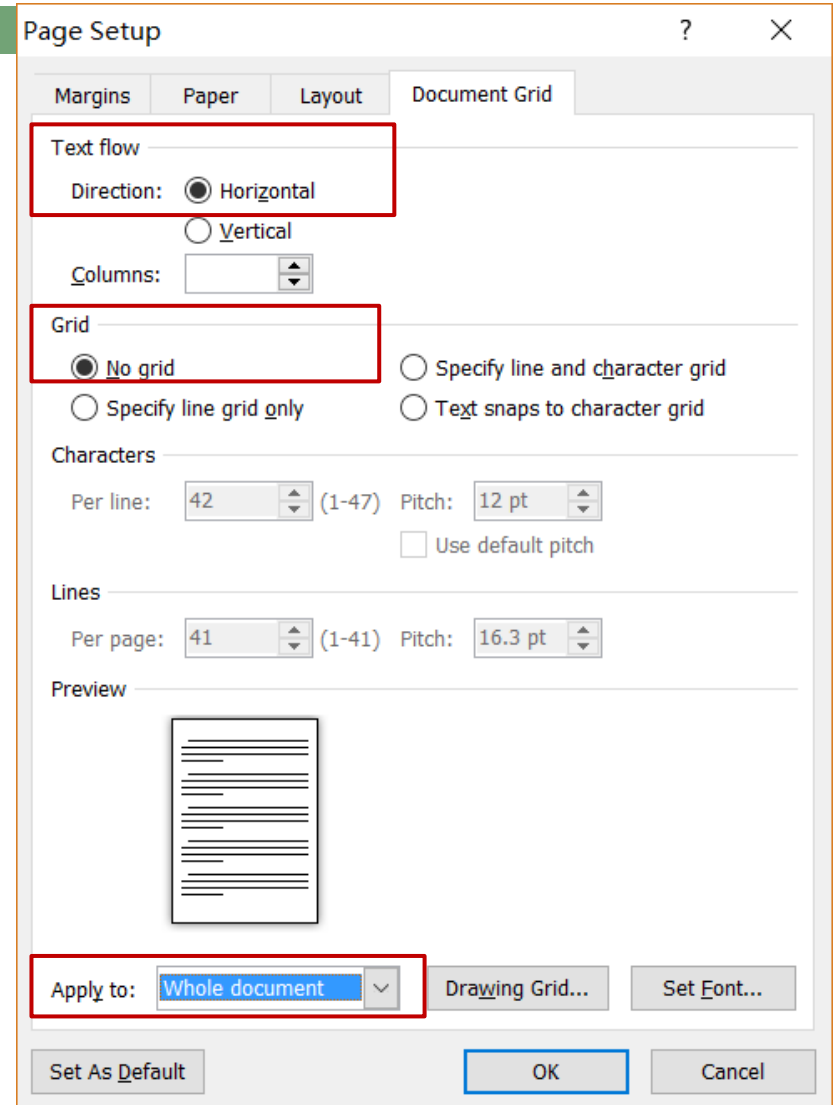 Page Setup ?
Margins Paper Layout Document Grid
Text flow
Direction: Horizontal
Vertical
Columns:
Grid
No grid Specify line and character grid
Specify line grid only Text snaps to character grid
Characters
Per line: 42 (1-47) Pitch: 12 pt
Use default pitch
Lines
Per page: 41 (1-41) Pitch: 16.3 pt
Preview
Apply to: Whole document Drawing Grid... Set Font...
Set As Default OK Cancel